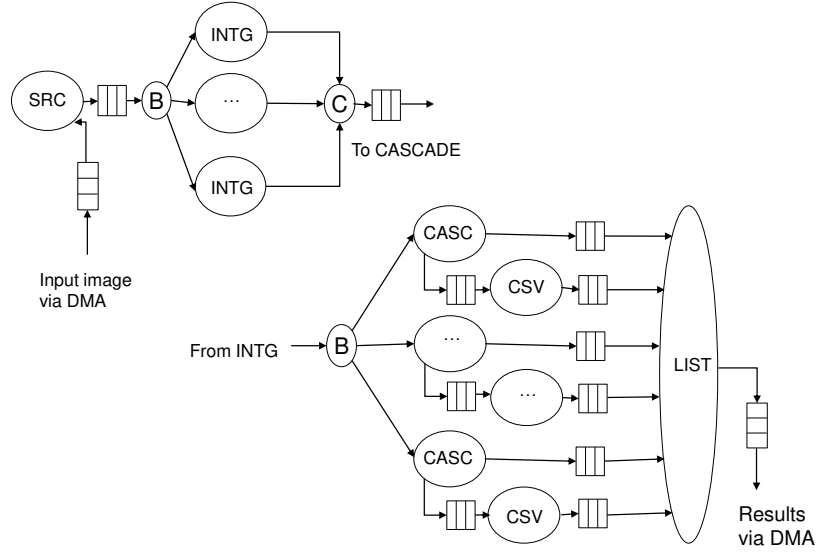 INTG
SRC
B
...
C
To CASCADE
INTG
Input image
via DMA
CASC
CSV
From INTG
B
...
LIST
...
CASC
CSV
Results
via DMA